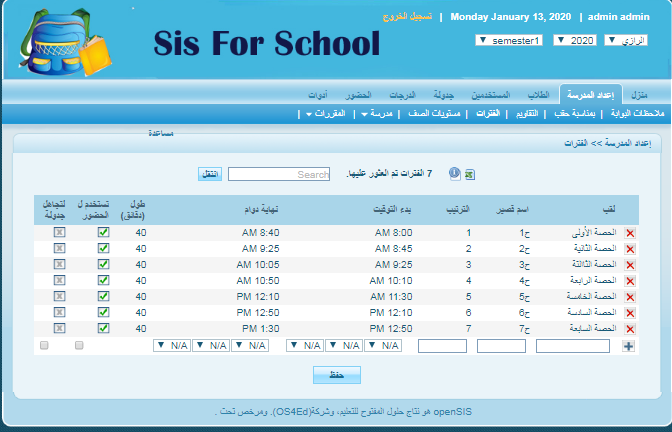 تسجيل الخروج | Monday January 13, 2020 | admin admin
Sis For School
الرازي 2020 semester1
منزل إعداد المدرسة الطلاب المستخدمين جدولة الدرجات الحضور أدوات
ملاحظات البوابة | بمناسبة حقب | التقاويم | الفترات | مستويات الصف | مدرسة | المقررات |
مساعدة
إعداد المدرسة >> الفترات
7 الفترات تم العثور عليها. Search انتقل
لقب اسم قصير الترتيب بدء التوقيت نهاية دوام طول (دقائق) تستخدم ل الحضور لتجاهل جدولة
الحصة الأولى ح1 1 8:00 AM 8:40 AM 40
الحصة الثانية ح2 2 8:45 AM 9:25 AM 40
الحصة الثالثة ح3 3 9:25 AM 10:05 AM 40
الحصة الرابعة ح4 4 10:10 AM 10:50 AM 40
الحصة الخامسة ح5 5 11:30 AM 12:10 PM 40
الحصة السادسة ح6 6 12:10 PM 12:50 PM 40
الحصة السابعة ح7 7 12:50 PM 1:30 PM 40
N/A N/A N/A N/A N/A N/A
حفظ
openSIS هو نتاج حلول المفتوح للتعليم، وشركة(OS4Ed). ومرخص تحت .